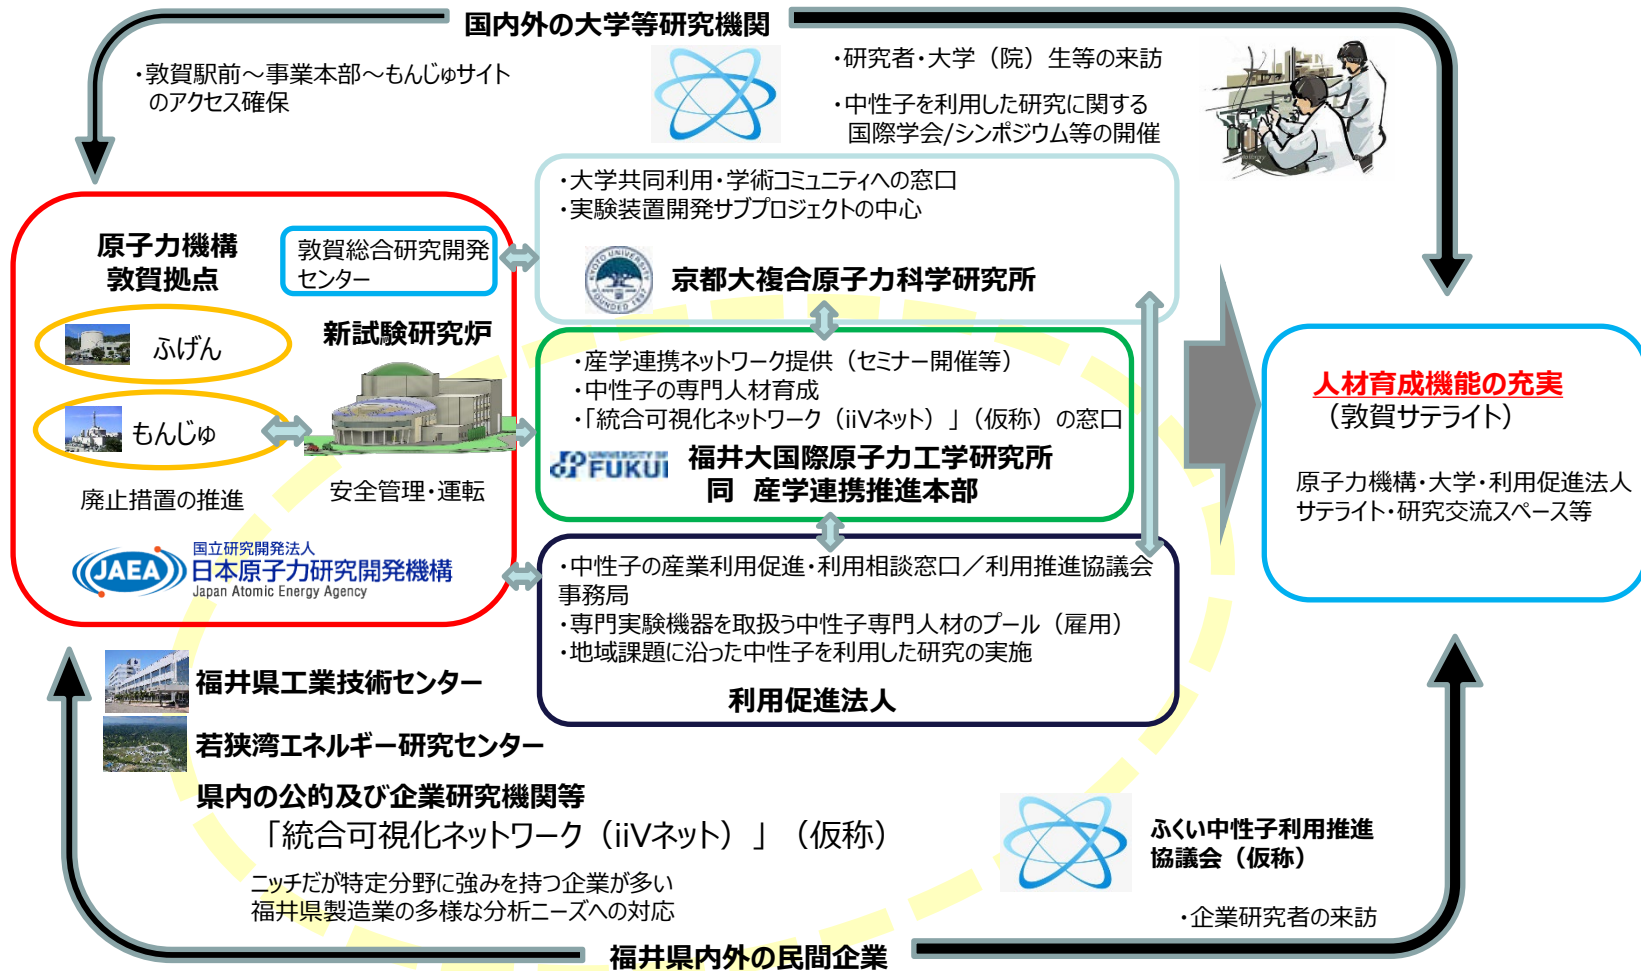 国内外の大学等研究機関
・敦賀駅前～事業本部～もんじゅサイト
のアクセス確保
・研究者・大学（院）生等の来訪
・中性子を利用した研究に関する
国際学会/シンポジウム等の開催
・大学共同利用・学術コミュニティへの窓口
・実験装置開発サブプロジェクトの中心
KYOTO UNIVERSITY
FOUNDED 1897
京都大複合原子力科学研究所
原子力機構
敦賀拠点
敦賀総合研究開発
センター
ふげん
もんじゅ
廃止措置の推進
新試験研究炉
安全管理・運転
JAEA
国立研究開発法人
日本原子力研究開発機構
Japan Atomic Energy Agency
・産学連携ネットワーク提供（セミナー開催等）
・中性子の専門人材育成
・「統合可視化ネットワーク（iiVネット）」（仮称）の窓口
UNIVERSITY OF
FUKUI
福井大国際原子力工学研究所
同 産学連携推進本部
・中性子の産業利用促進・利用相談窓口／利用推進協議会
事務局
・専門実験機器を取扱う中性子専門人材のプール（雇用）
・地域課題に沿った中性子を利用した研究の実施
利用促進法人
人材育成機能の充実
（敦賀サテライト）
原子力機構・大学・利用促進法人
サテライト・研究交流スペース等
福井県工業技術センター
若狭湾エネルギー研究センター
県内の公的及び企業研究機関等
「統合可視化ネットワーク（iiVネット）」（仮称）
ニッチだが特定分野に強みを持つ企業が多い
福井県製造業の多様な分析ニーズへの対応
ふくい中性子利用推進
協議会（仮称）
・企業研究者の来訪
福井県内外の民間企業